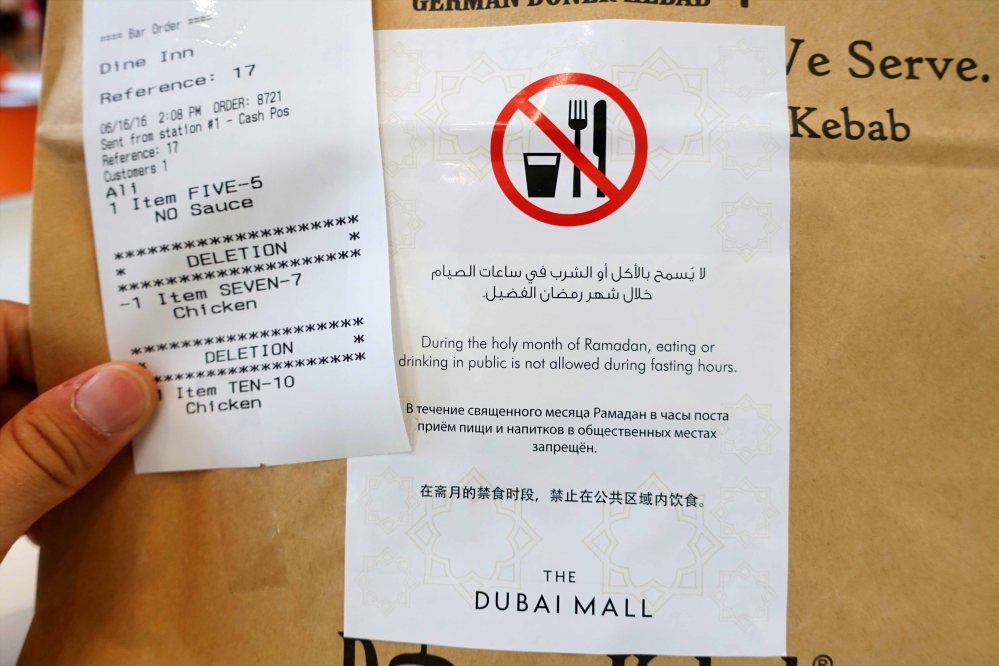 ==== Bar Order ====
Dine Inn
Reference: 17
06/16/16 2:08 PM ORDER: 8721
Sent from station #1 - Cash Pos
Reference: 17
Customers 1
Ali
1 Item FIVE-5
NO Sauce
********************
* DELETION *
********************
-1 Item SEVEN-7
Chicken
********************
DELETION *
********************
Item TEN-10
Chicken
GERMAN DONER KEBAB
We Serve.
Kebab
لا يُسمح بالأكل أو الشرب في ساعات الصيام
خلال شهر رمضان الفضيل.
During the holy month of Ramadan, eating or
drinking in public is not allowed during fasting hours.
В течение священного месяца Рамадан в часы поста
приём пищи и напитков в общественных местах
запрещён.
在斋月的禁食时段，禁止在公共区域内饮食。
THE
DUBAI MALL
Kebab®